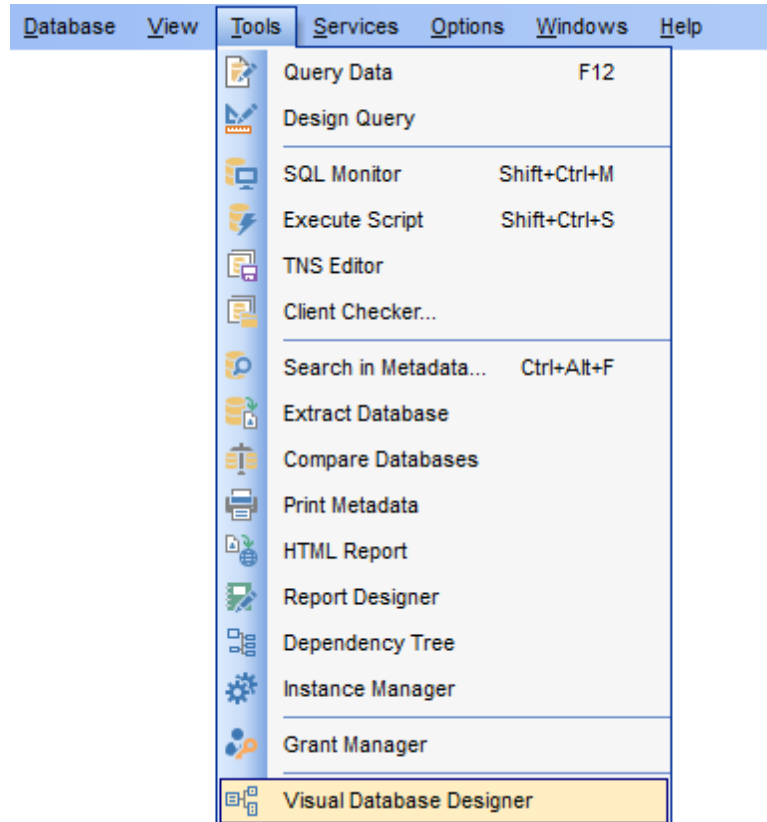 Database View Tools Services Options Windows Help
Query Data F12
Design Query
SQL Monitor Shift+Ctrl+M
Execute Script Shift+Ctrl+S
TNS Editor
Client Checker...
Search in Metadata... Ctrl+Alt+F
Extract Database
Compare Databases
Print Metadata
HTML Report
Report Designer
Dependency Tree
Instance Manager
Grant Manager
Visual Database Designer